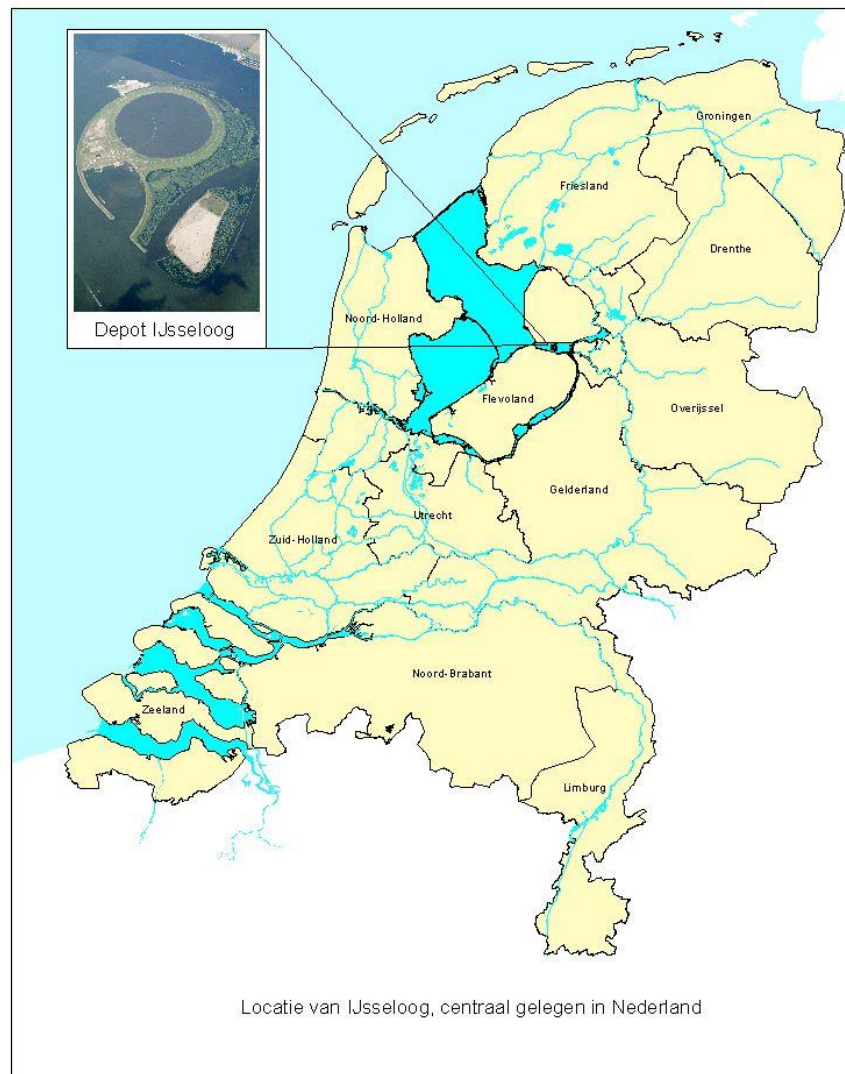 Depot IJsseloog
Groningen
Friesland
Drenthe
Noord-Holland
Flevoland
Overijssel
Gelderland
Utrecht
Zuid-Holland
Noord-Brabant
Zeeland
Limburg
Locatie van IJsseloog, centraal gelegen in Nederland